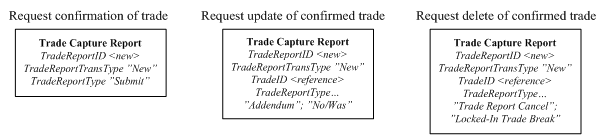 Request confirmation of trade
Trade Capture Report
TradeReportID <new>
TradeReportTransType ”New”
TradeReportType ”Submit”
Request update of confirmed trade
Trade Capture Report
TradeReportID <new>
TradeReportTransType ”New”
TradeID <reference>
TradeReportType...
”Addendum”; ”No/Was”
Request delete of confirmed trade
Trade Capture Report
TradeReportID <new>
TradeReportTransType ”New”
TradeID <reference>
TradeReportType...
”Trade Report Cancel”;
”Locked-In Trade Break”